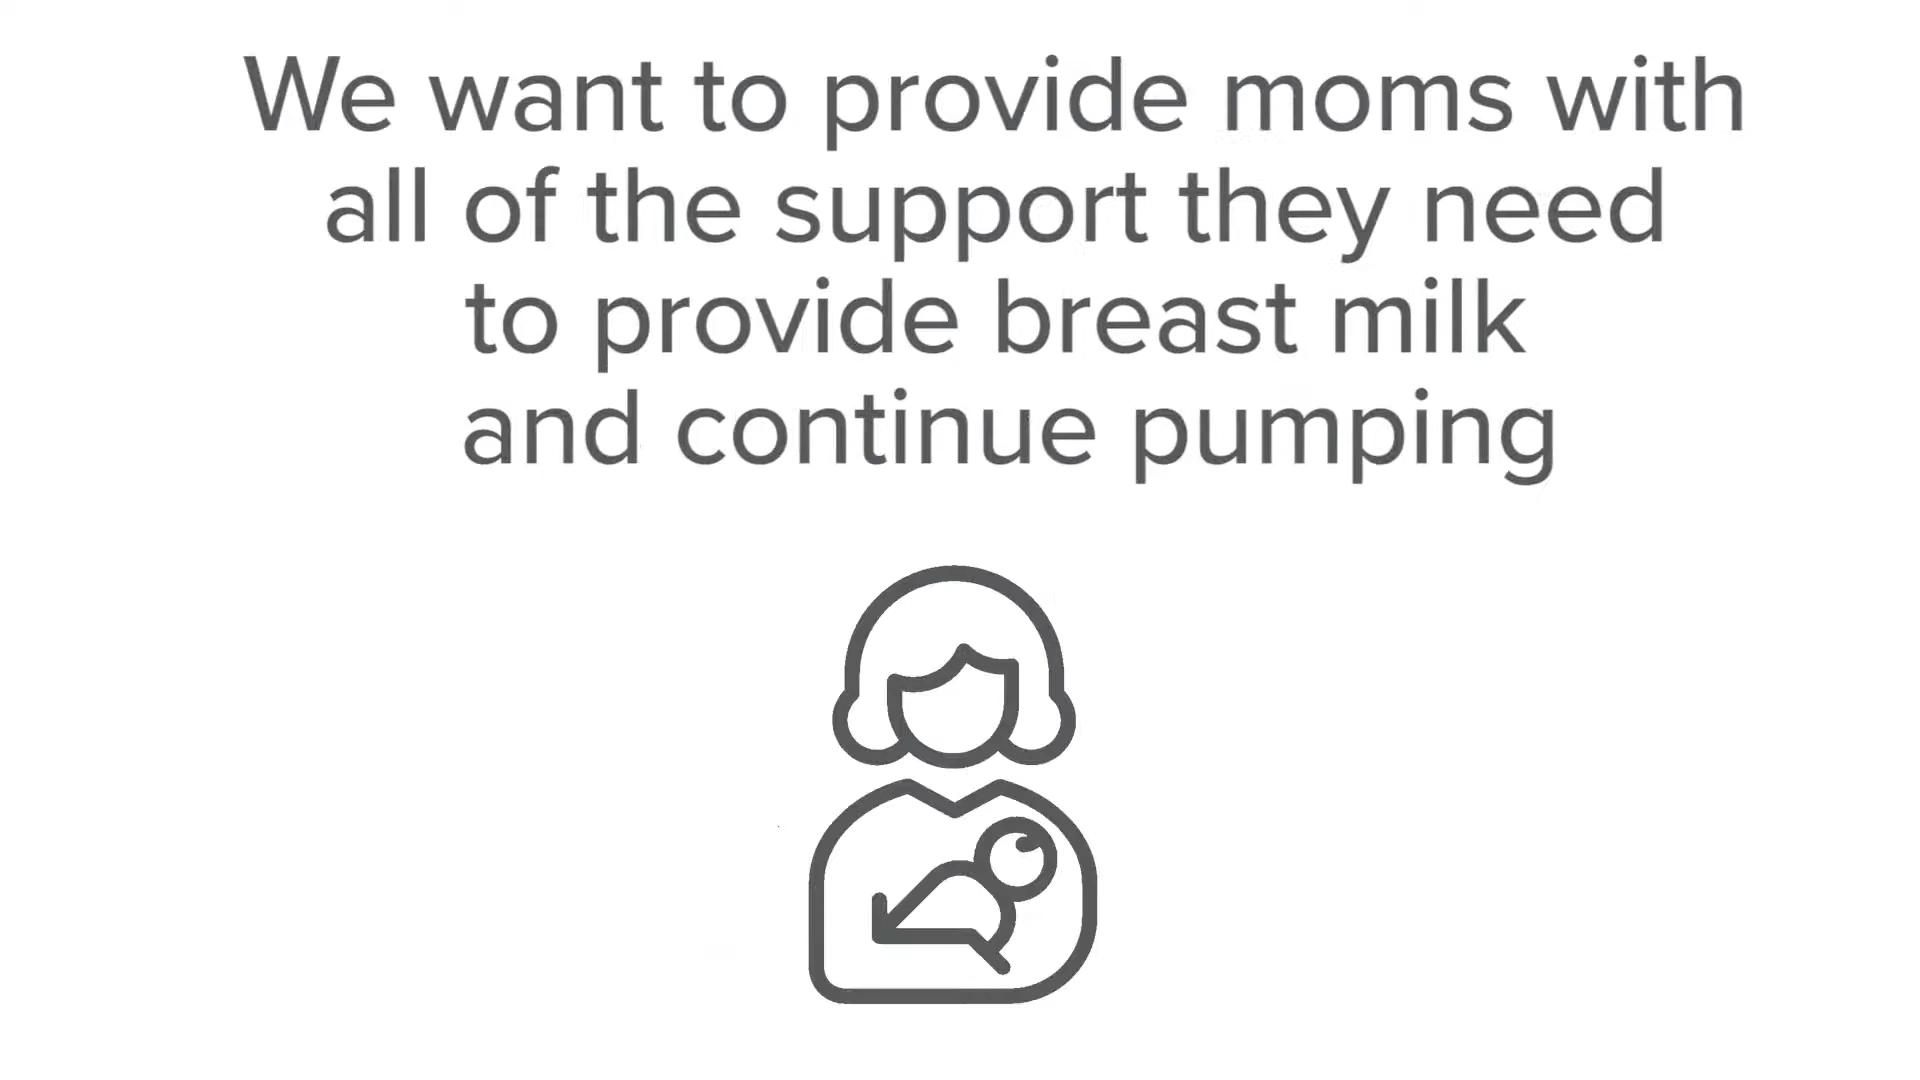 We want to provide moms with
all of the support they need
to provide breast milk
and continue pumping